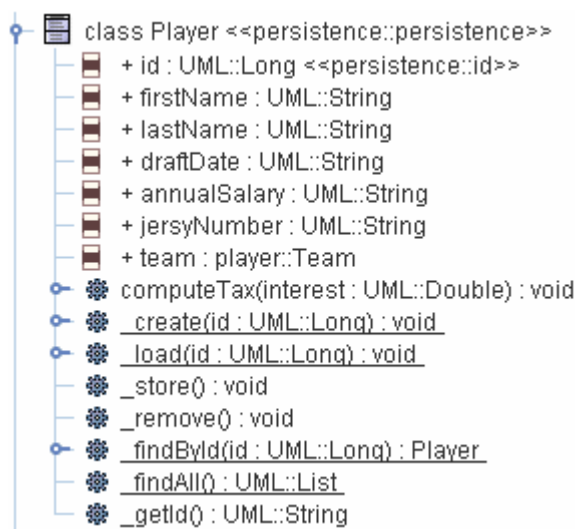 class Player <<persistence::persistence>>
+ id : UML::Long <<persistence::id>>
+ firstName : UML::String
+ lastName : UML::String
+ draftDate : UML::String
+ annualSalary : UML::String
+ jersyNumber : UML::String
+ team : player::Team
computeTax(interest : UML::Double) : void
_create(id : UML::Long) : void
_load(id : UML::Long) : void
_store() : void
_remove() : void
_findById(id : UML::Long) : Player
_findAll() : UML::List
_getId() : UML::String